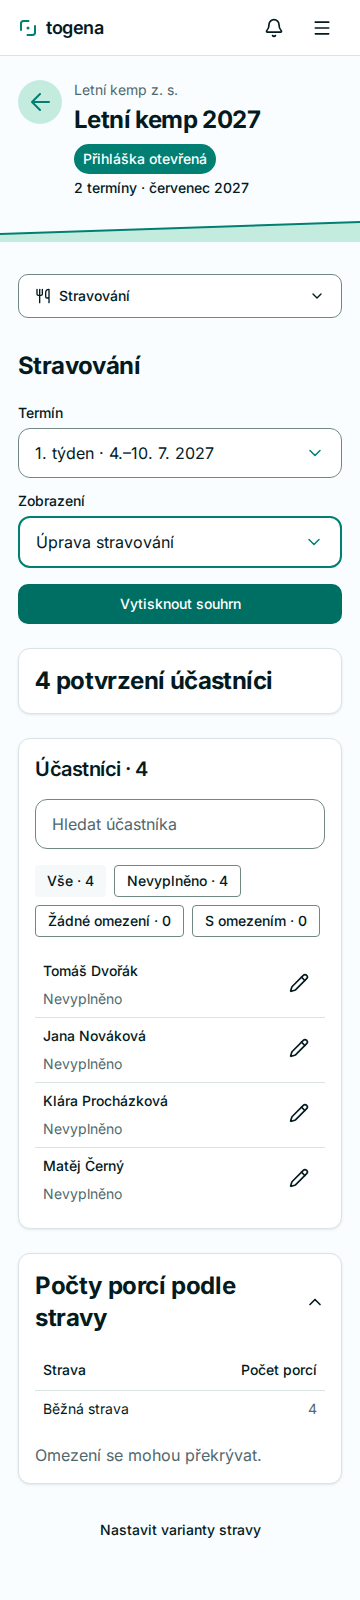 togena
Letní kemp z. s.
Letní kemp 2027
Přihláška otevřená
2 termíny · červenec 2027
Stravování
Stravování
Termín
1. týden · 4.–10. 7. 2027
Zobrazení
Úprava stravování
Vytisknout souhrn
4 potvrzení účastníci
Účastníci · 4
Hledat účastníka
Vše · 4
Nevyplněno · 4
Žádné omezení · 0
S omezením · 0
Tomáš Dvořák
Nevyplněno
Jana Nováková
Nevyplněno
Klára Procházková
Nevyplněno
Matěj Černý
Nevyplněno
Počty porcí podle
stravy
Strava Počet porcí
Běžná strava 4
Omezení se mohou překrývat.
Nastavit varianty stravy